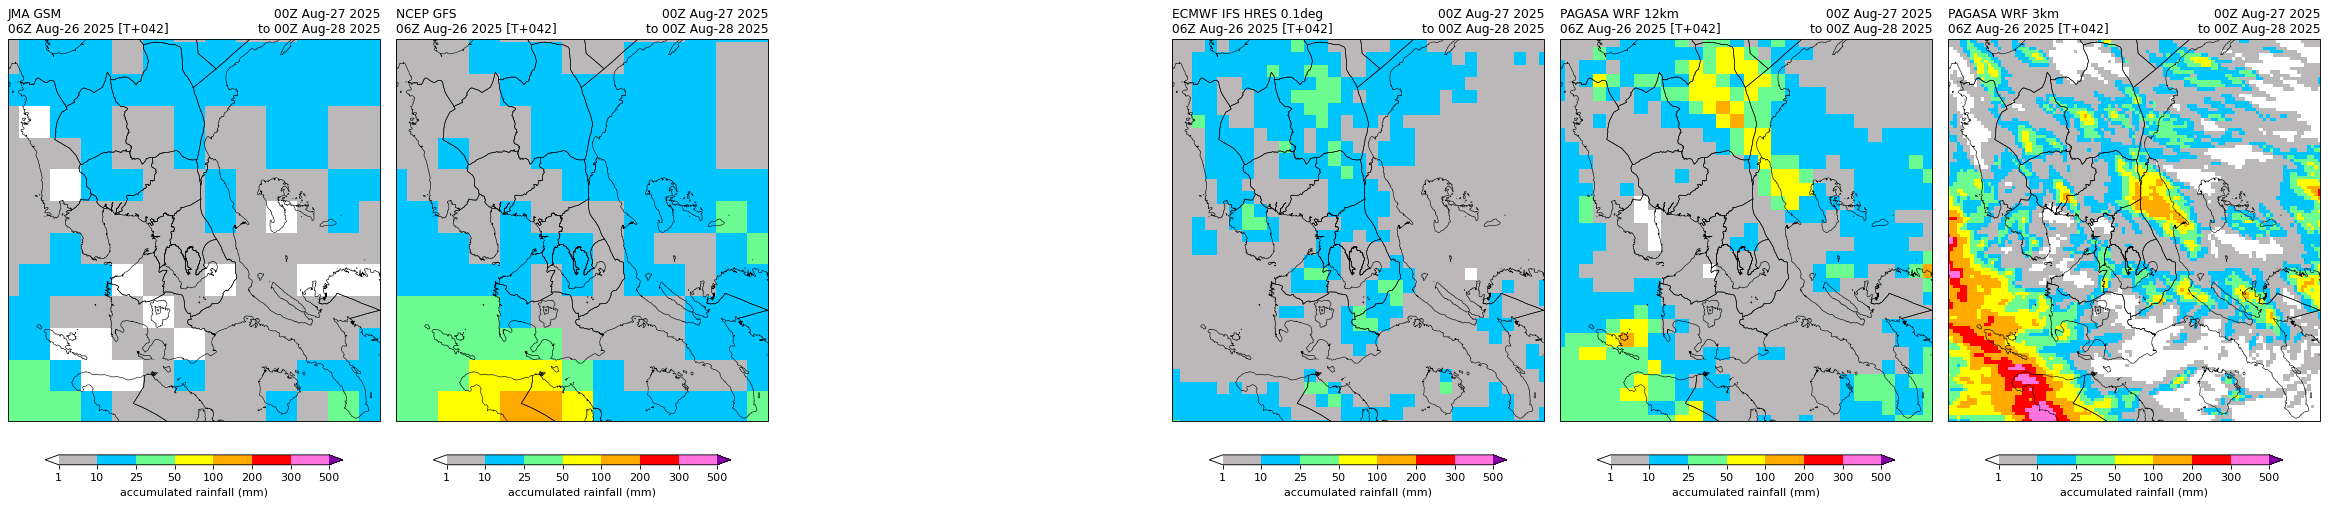 JMA GSM 00Z Aug-27 2025
06Z Aug-26 2025 [T+042] to 00Z Aug-28 2025
1 10 25 50 100 200 300 500
accumulated rainfall (mm)
NCEP GFS 00Z Aug-27 2025
06Z Aug-26 2025 [T+042] to 00Z Aug-28 2025
1 10 25 50 100 200 300 500
accumulated rainfall (mm)
ECMWF IFS HRES 0.1deg 00Z Aug-27 2025
06Z Aug-26 2025 [T+042] to 00Z Aug-28 2025
1 10 25 50 100 200 300 500
accumulated rainfall (mm)
PAGASA WRF 12km 00Z Aug-27 2025
06Z Aug-26 2025 [T+042] to 00Z Aug-28 2025
1 10 25 50 100 200 300 500
accumulated rainfall (mm)
PAGASA WRF 3km 00Z Aug-27 2025
06Z Aug-26 2025 [T+042] to 00Z Aug-28 2025
1 10 25 50 100 200 300 500
accumulated rainfall (mm)